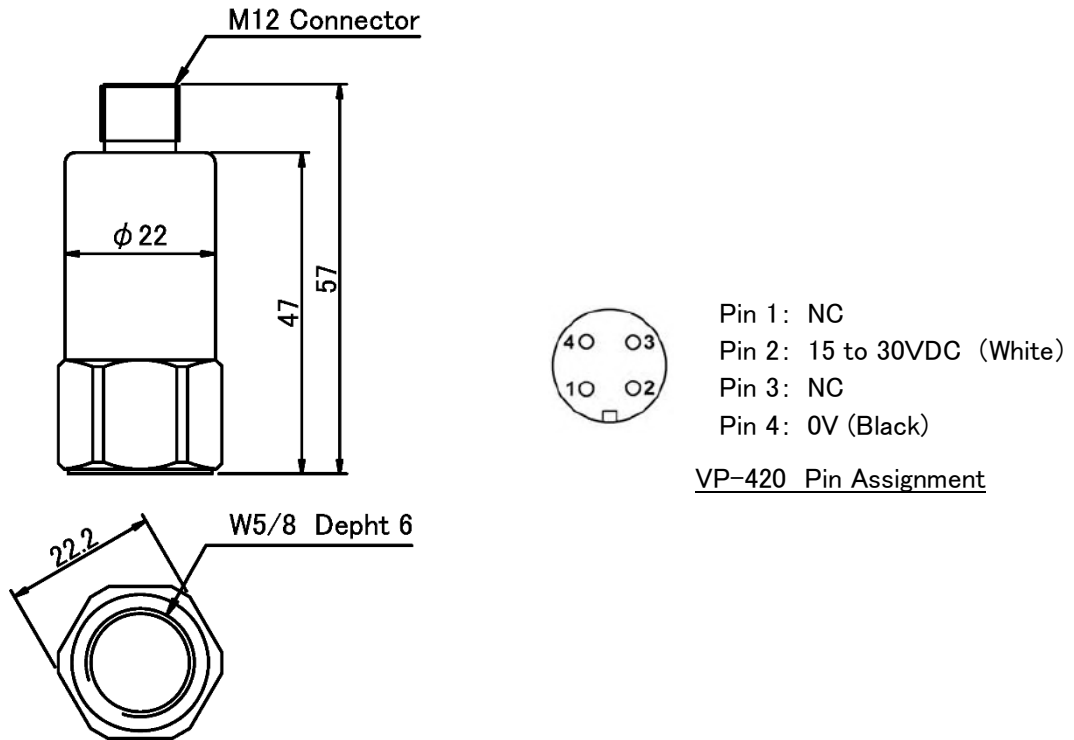 M12 Connector
φ22
47
57
4
3
1
2
Pin 1: NC
Pin 2: 15 to 30VDC (White)
Pin 3: NC
Pin 4: 0V (Black)
VP-420 Pin Assignment
22.2
W5/8 Depht 6